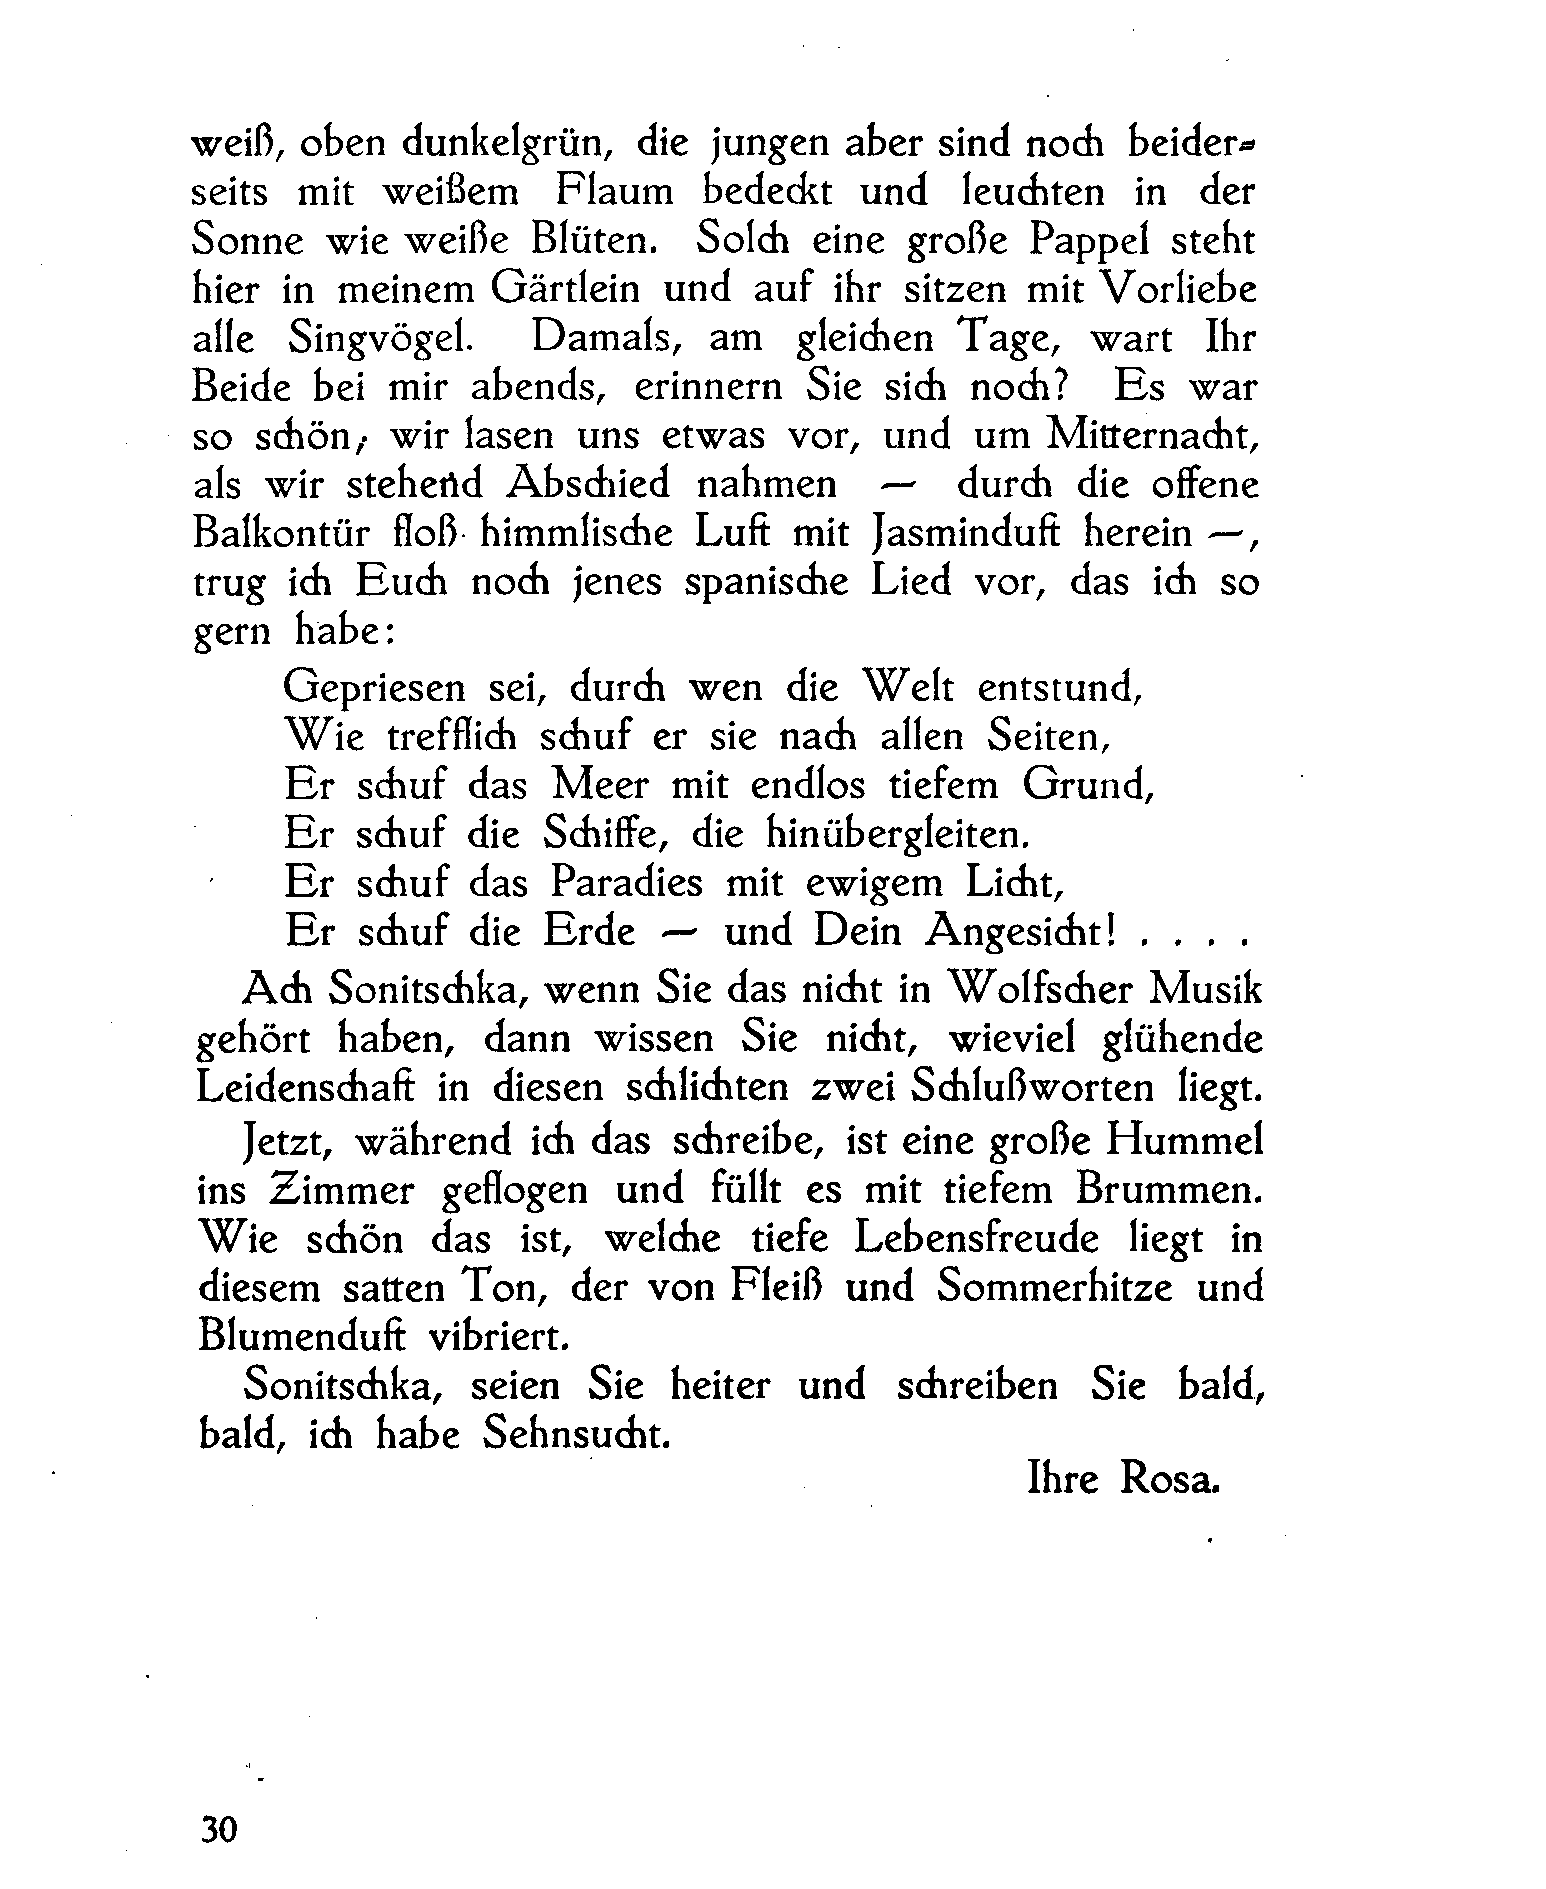 weiß, oben dunkelgrün, die jungen aber sind noch beider-
seits mit weißem Flaum bedeckt und leuchten in der
Sonne wie weiße Blüten. Solch eine große Pappel steht
hier in meinem Gärtlein und auf ihr sitzen mit Vorliebe
alle Singvögel. Damals, am gleichen Tage, wart Ihr
Beide bei mir abends, erinnern Sie sich noch? Es war
so schön; wir lasen uns etwas vor, und um Mitternacht,
als wir stehend Abschied nahmen — durch die offene
Balkontür floß himmlische Luft mit Jasminduft herein —,
trug ich Euch noch jenes spanische Lied vor, das ich so
gern habe:
Gepriesen sei, durch wen die Welt entstund,
Wie trefflich schuf er sie nach allen Seiten,
Er schuf das Meer mit endlos tiefem Grund,
Er schuf die Schiffe, die hinübergleiten.
Er schuf das Paradies mit ewigem Licht,
Er schuf die Erde — und Dein Angesicht! . . . .
Ach Sonitschka, wenn Sie das nicht in Wolfscher Musik
gehört haben, dann wissen Sie nicht, wieviel glühende
Leidenschaft in diesen schlichten zwei Schlußworten liegt.
Jetzt, während ich das schreibe, ist eine große Hummel
ins Zimmer geflogen und füllt es mit tiefem Brummen.
Wie schön das ist, welche tiefe Lebensfreude liegt in
diesem satten Ton, der von Fleiß und Sommerhitze und
Blumenduft vibriert.
Sonitschka, seien Sie heiter und schreiben Sie bald,
bald, ich habe Sehnsucht.
Ihre Rosa.
30